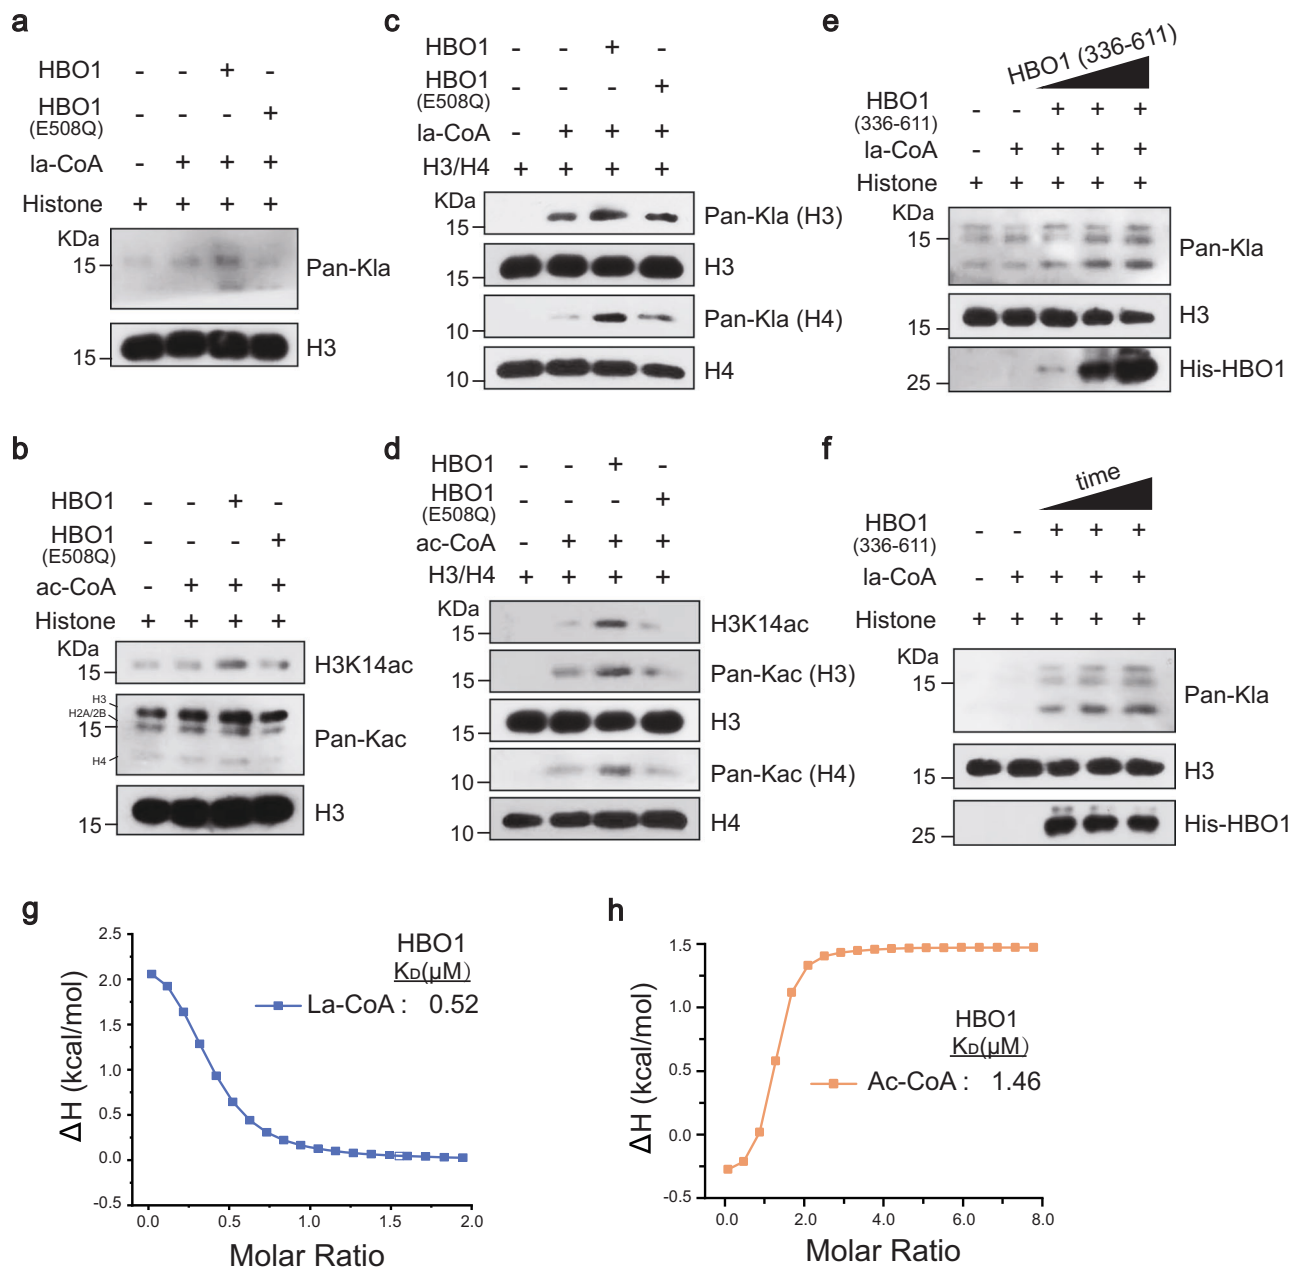 a
HBO1 - - + -
HBO1 - - - +
(E508Q)
la-CoA - + + +
Histone + + + +
KDa
15
Pan-Kla
15
H3
b
HBO1 - - + -
HBO1 - - - +
(E508Q)
ac-CoA - + + +
Histone + + + +
KDa
15
H3K14ac
H3
H2A/2B
15
H4
Pan-Kac
15
H3
c
HBO1 - - + -
HBO1 - - - +
(E508Q)
la-CoA - + + +
H3/H4 + + + +
KDa
15
Pan-Kla (H3)
15
H3
10
Pan-Kla (H4)
10
H4
d
HBO1 - - + -
HBO1 - - - +
(E508Q)
ac-CoA - + + +
H3/H4 + + + +
KDa
15
H3K14ac
15
Pan-Kac (H3)
15
H3
10
Pan-Kac (H4)
10
H4
e
HBO1 (336-611)
HBO1 - - + + +
(336-611)
la-CoA - + + + +
Histone + + + + +
KDa
15
Pan-Kla
15
H3
25
His-HBO1
f
time
HBO1 - - + + +
(336-611)
la-CoA - + + + +
Histone + + + + +
KDa
15
Pan-Kla
15
H3
25
His-HBO1
g
2.5
2.0
1.5
1.0
0.5
0.0
-0.5
ΔH (kcal/mol)
HBO1
KD(μM)
La-CoA : 0.52
0.0 0.5 1.0 1.5 2.0
Molar Ratio
h
1.5
1.0
0.5
0.0
-0.5
ΔH (kcal/mol)
HBO1
KD(μM)
Ac-CoA : 1.46
0.0 2.0 4.0 6.0 8.0
Molar Ratio